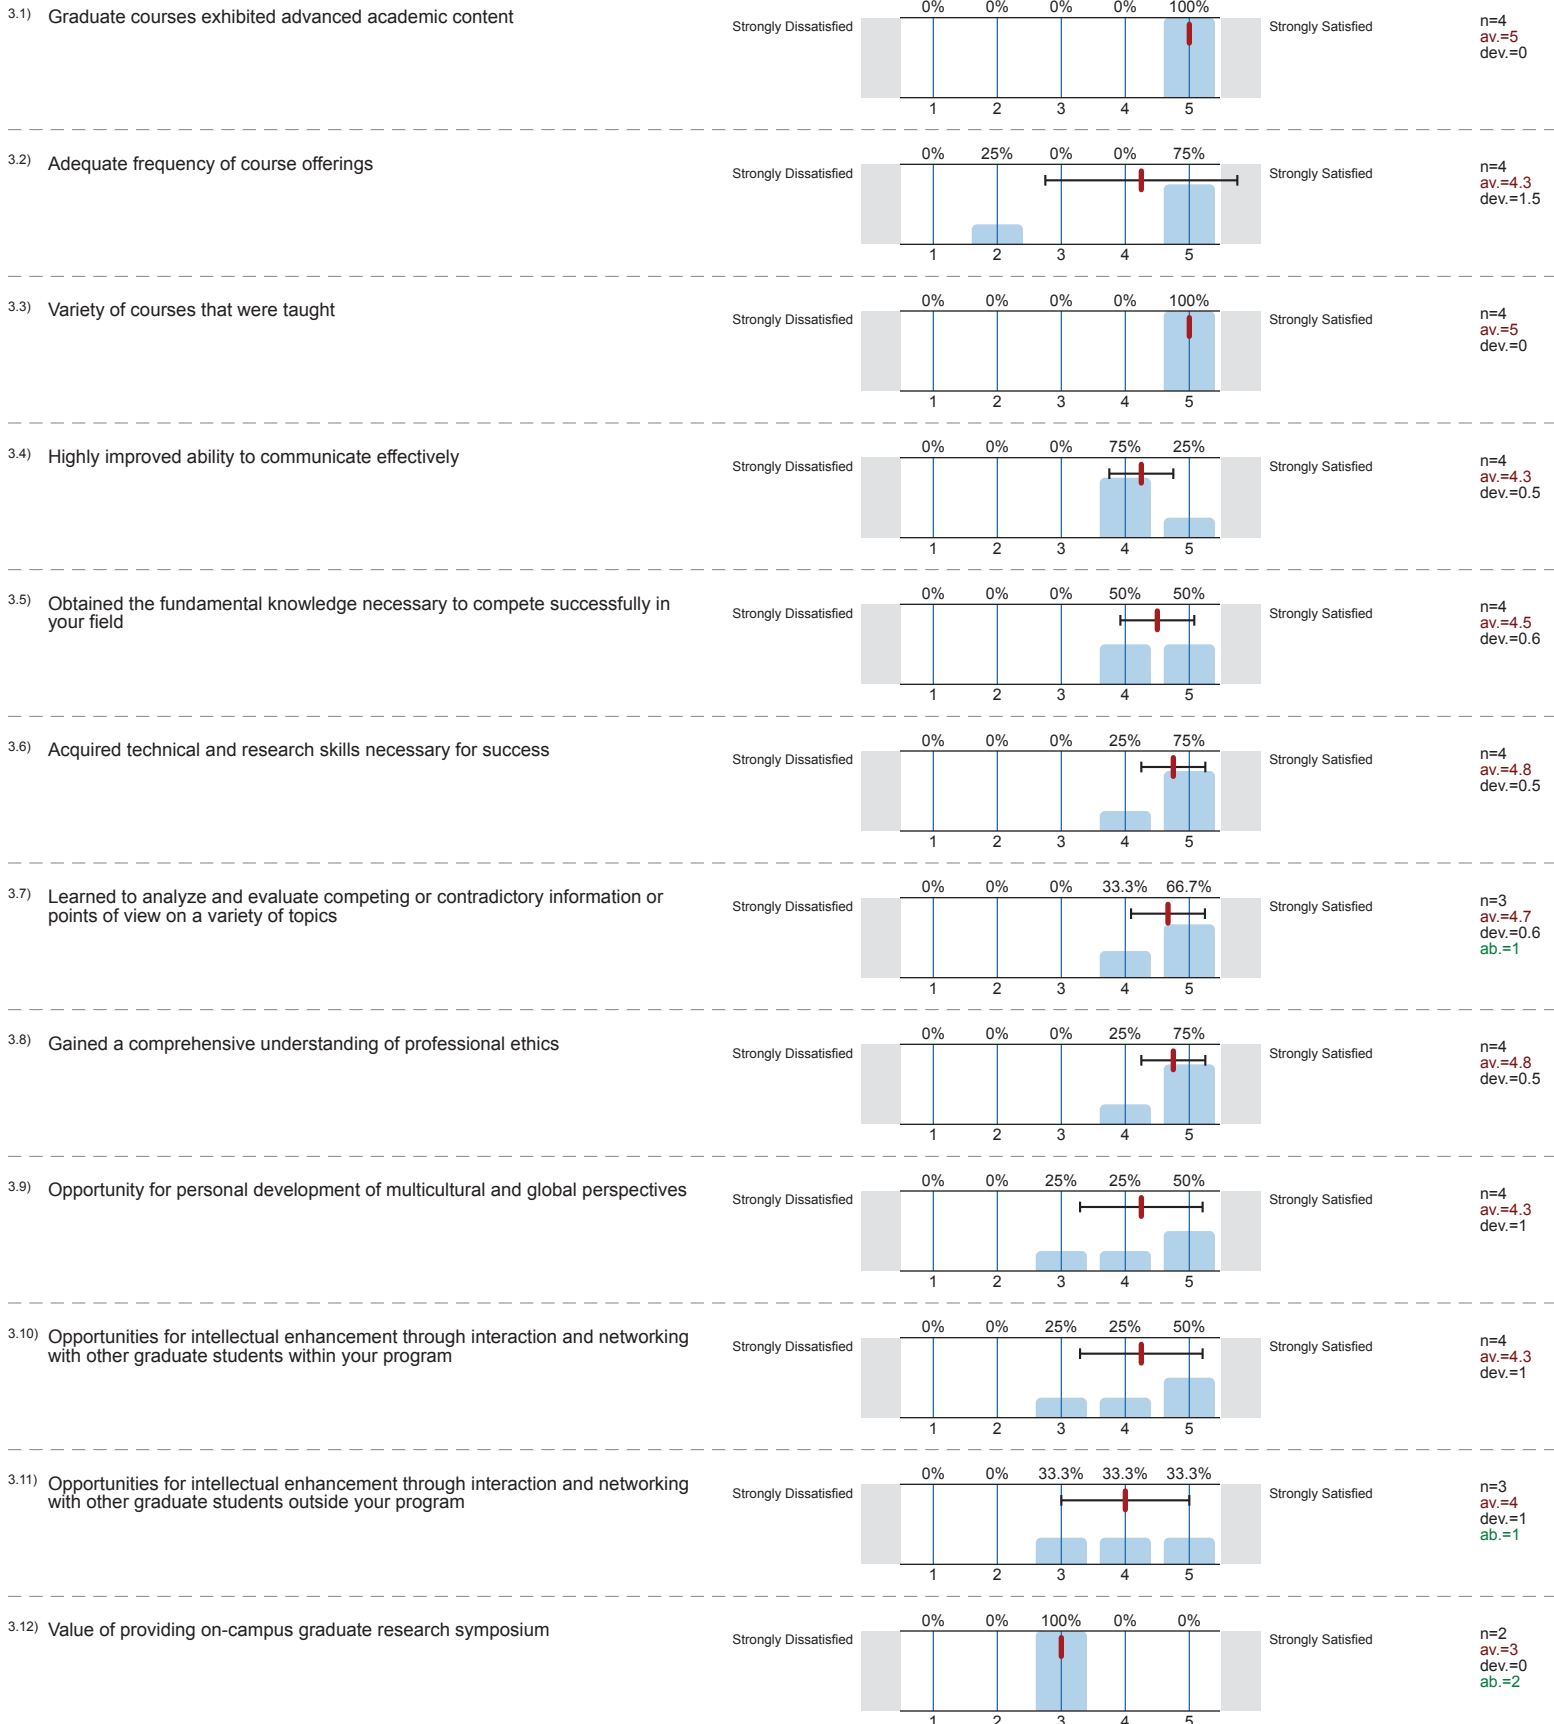 3.1) Graduate courses exhibited advanced academic content
0% 0% 0% 0% 100%
Strongly Dissatisfied Strongly Satisfied
n=4
av.=5
dev.=0
1 2 3 4 5
3.2) Adequate frequency of course offerings
0% 25% 0% 0% 75%
Strongly Dissatisfied Strongly Satisfied
n=4
av.=4.3
dev.=1.5
1 2 3 4 5
3.3) Variety of courses that were taught
0% 0% 0% 0% 100%
Strongly Dissatisfied Strongly Satisfied
n=4
av.=5
dev.=0
1 2 3 4 5
3.4) Highly improved ability to communicate effectively
0% 0% 0% 75% 25%
Strongly Dissatisfied Strongly Satisfied
n=4
av.=4.3
dev.=0.5
1 2 3 4 5
3.5) Obtained the fundamental knowledge necessary to compete successfully in
your field
0% 0% 0% 50% 50%
Strongly Dissatisfied Strongly Satisfied
n=4
av.=4.5
dev.=0.6
1 2 3 4 5
3.6) Acquired technical and research skills necessary for success
0% 0% 0% 25% 75%
Strongly Dissatisfied Strongly Satisfied
n=4
av.=4.8
dev.=0.5
1 2 3 4 5
3.7) Learned to analyze and evaluate competing or contradictory information or
points of view on a variety of topics
0% 0% 0% 33.3% 66.7%
Strongly Dissatisfied Strongly Satisfied
n=3
av.=4.7
dev.=0.6
ab.=1
1 2 3 4 5
3.8) Gained a comprehensive understanding of professional ethics
0% 0% 0% 25% 75%
Strongly Dissatisfied Strongly Satisfied
n=4
av.=4.8
dev.=0.5
1 2 3 4 5
3.9) Opportunity for personal development of multicultural and global perspectives
0% 0% 25% 25% 50%
Strongly Dissatisfied Strongly Satisfied
n=4
av.=4.3
dev.=1
1 2 3 4 5
3.10) Opportunities for intellectual enhancement through interaction and networking
with other graduate students within your program
0% 0% 25% 25% 50%
Strongly Dissatisfied Strongly Satisfied
n=4
av.=4.3
dev.=1
1 2 3 4 5
3.11) Opportunities for intellectual enhancement through interaction and networking
with other graduate students outside your program
0% 0% 33.3% 33.3% 33.3%
Strongly Dissatisfied Strongly Satisfied
n=3
av.=4
dev.=1
ab.=1
1 2 3 4 5
3.12) Value of providing on-campus graduate research symposium
0% 0% 100% 0% 0%
Strongly Dissatisfied Strongly Satisfied
n=2
av.=3
dev.=0
ab.=2
1 2 3 4 5